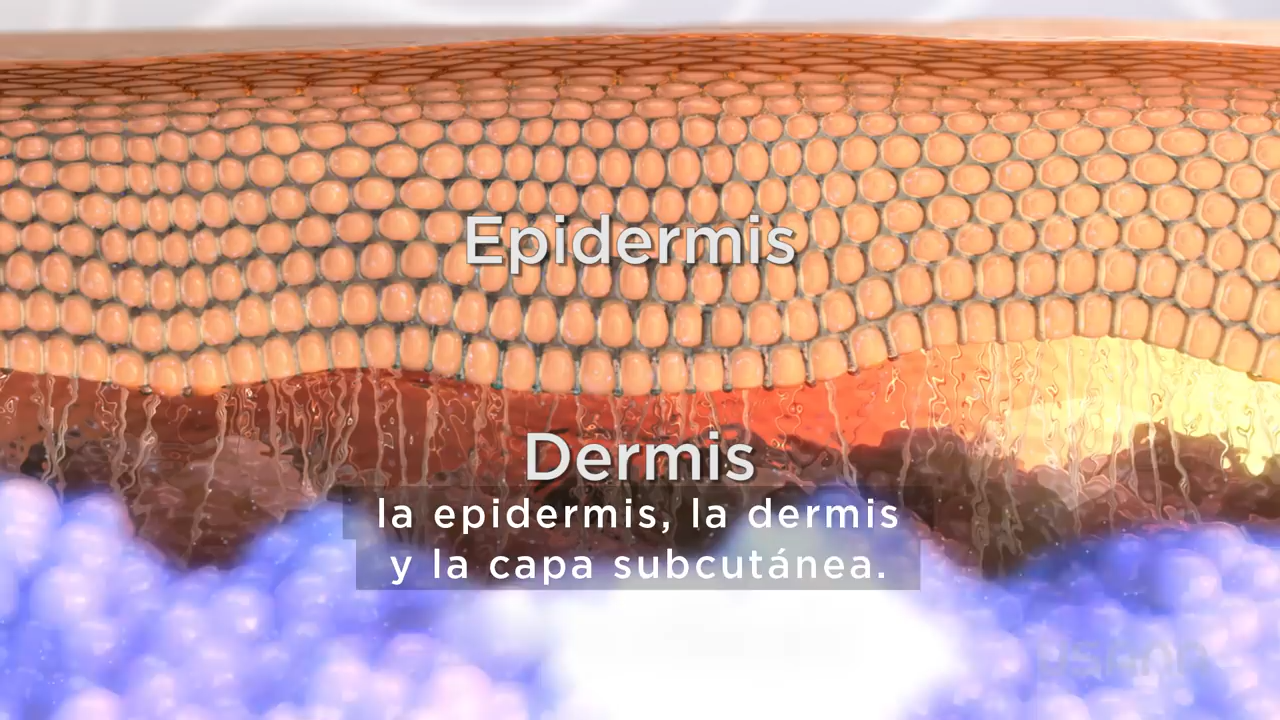 Epidermis
Dermis
la epidermis, la dermis
y la capa subcutánea.